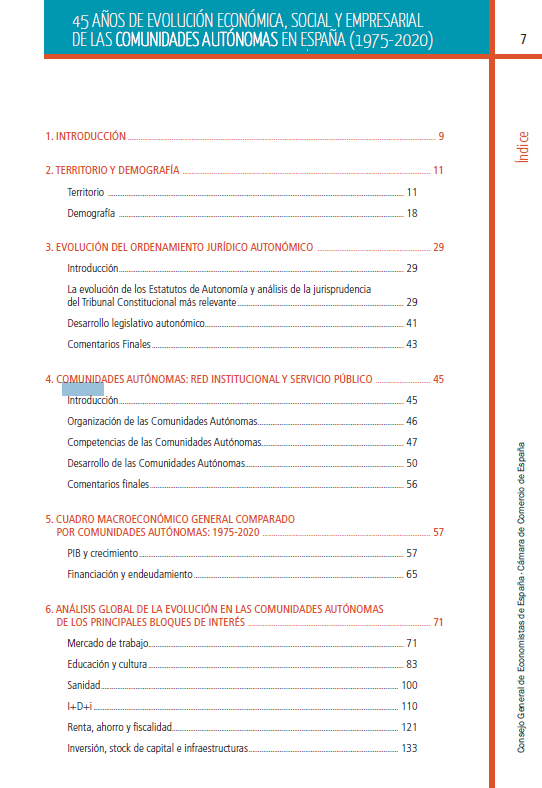 45 AÑOS DE EVOLUCIÓN ECONÓMICA, SOCIAL Y EMPRESARIAL
DE LAS COMUNIDADES AUTÓNOMAS EN ESPAÑA (1975-2020)
7
Índice
1. INTRODUCCIÓN 9
2. TERRITORIO Y DEMOGRAFÍA 11
Territorio 11
Demografía 18
3. EVOLUCIÓN DEL ORDENAMIENTO JURÍDICO AUTONÓMICO 29
Introducción 29
La evolución de los Estatutos de Autonomía y análisis de la jurisprudencia
del Tribunal Constitucional más relevante 29
Desarrollo legislativo autonómico 41
Comentarios Finales 43
4. COMUNIDADES AUTÓNOMAS: RED INSTITUCIONAL Y SERVICIO PÚBLICO 45
Introducción 45
Organización de las Comunidades Autónomas 46
Competencias de las Comunidades Autónomas 47
Desarrollo de las Comunidades Autónomas 50
Comentarios finales 56
5. CUADRO MACROECONÓMICO GENERAL COMPARADO
POR COMUNIDADES AUTÓNOMAS: 1975-2020 57
PIB y crecimiento 57
Financiación y endeudamiento 65
6. ANÁLISIS GLOBAL DE LA EVOLUCIÓN EN LAS COMUNIDADES AUTÓNOMAS
DE LOS PRINCIPALES BLOQUES DE INTERÉS 71
Mercado de trabajo 71
Educación y cultura 83
Sanidad 100
I+D+i 110
Renta, ahorro y fiscalidad 121
Inversión, stock de capital e infraestructuras 133
Consejo General de Economistas de España · Cámara de Comercio de España